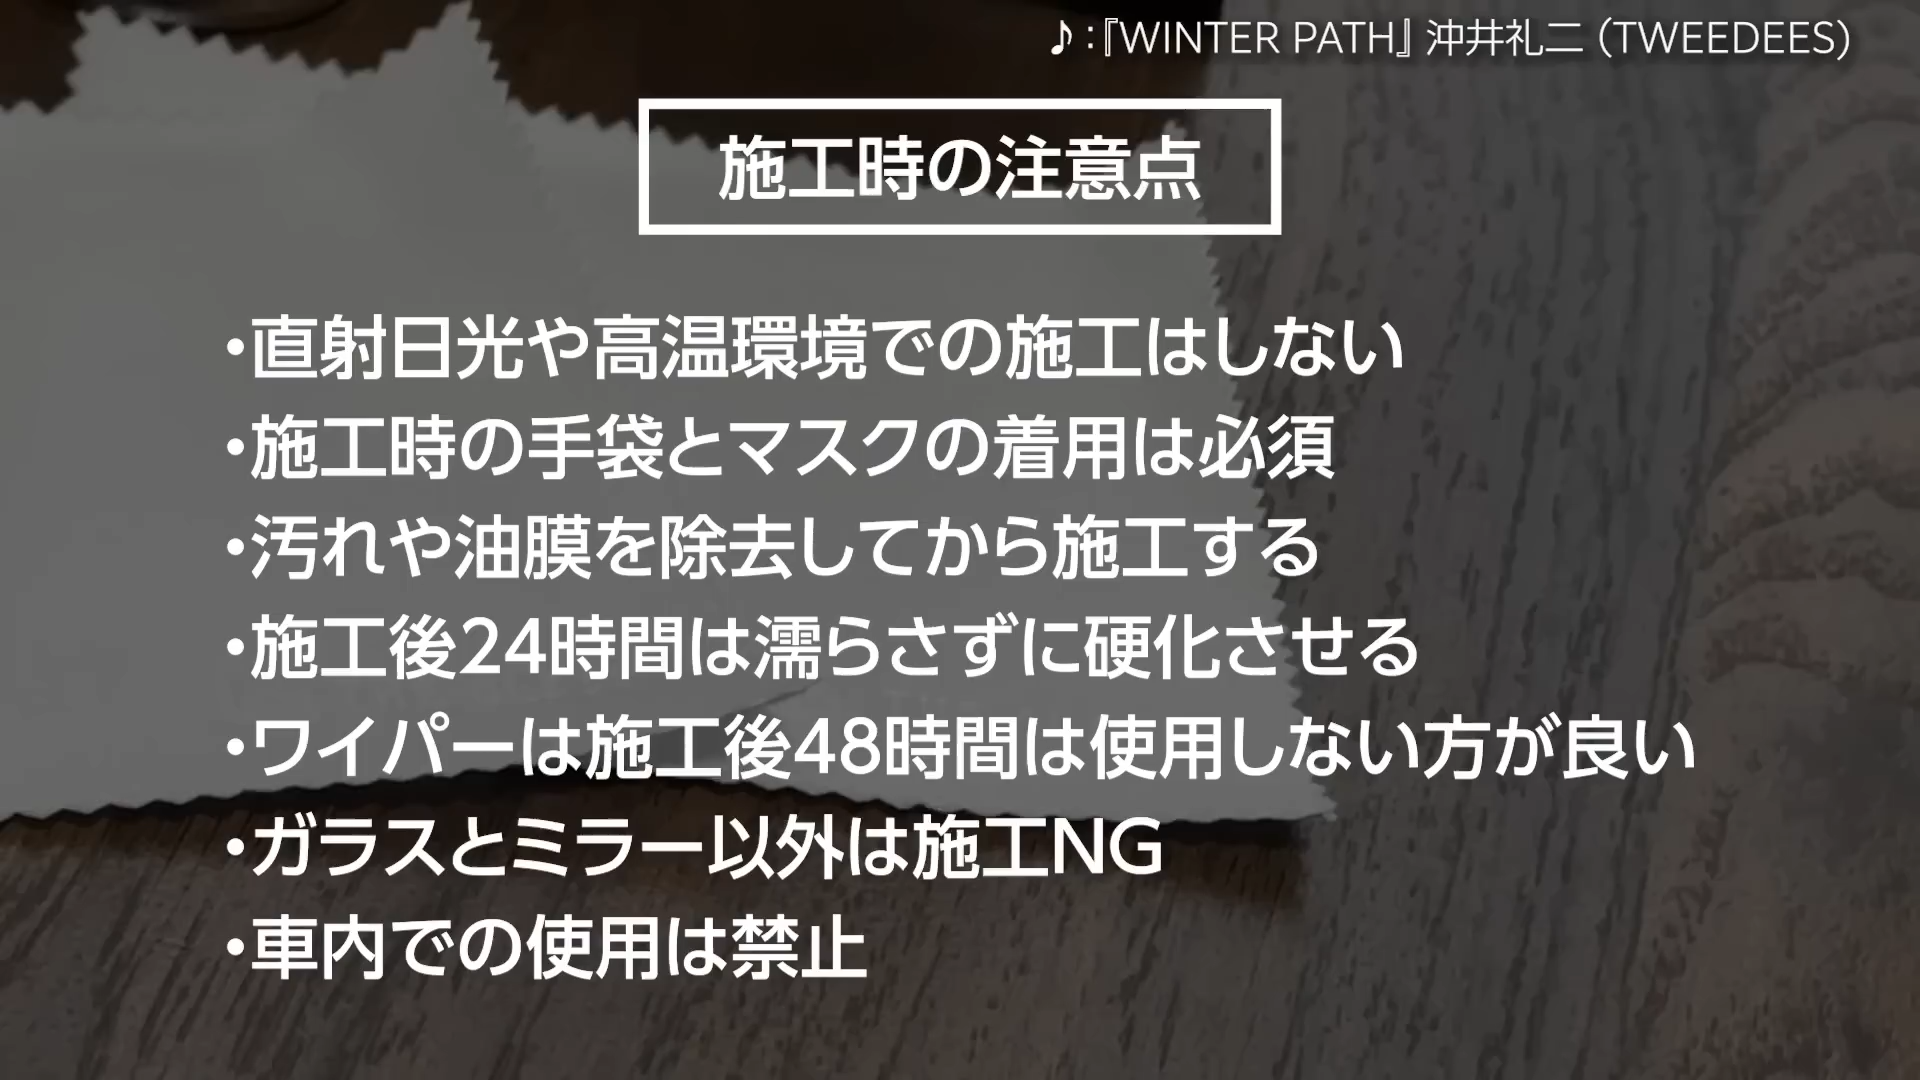 ♪:『WINTER PATH』 沖井礼二 (TWEEDEES)
施工時の注意点
・直射日光や高温環境での施工はしない
・施工時の手袋とマスクの着用は必須
・汚れや油膜を除去してから施工する
・施工後24時間は濡らさずに硬化させる
・ワイパーは施工後48時間は使用しない方が良い
・ガラスとミラー以外は施工NG
・車内での使用は禁止